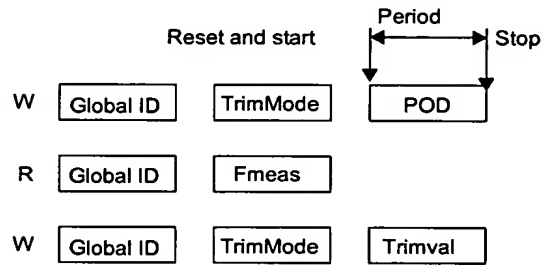 Period
Reset and start Stop
W Global ID TrimMode POD
R Global ID Fmeas
W Global ID TrimMode Trimval